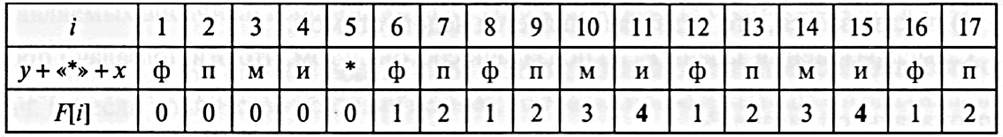 i 1 2 3 4 5 6 7 8 9 10 11 12 13 14 15 16 17
y + «*» + x ф п м и * ф п ф п м и ф п м и ф п
F[i] 0 0 0 0 0 1 2 1 2 3 4 1 2 3 4 1 2